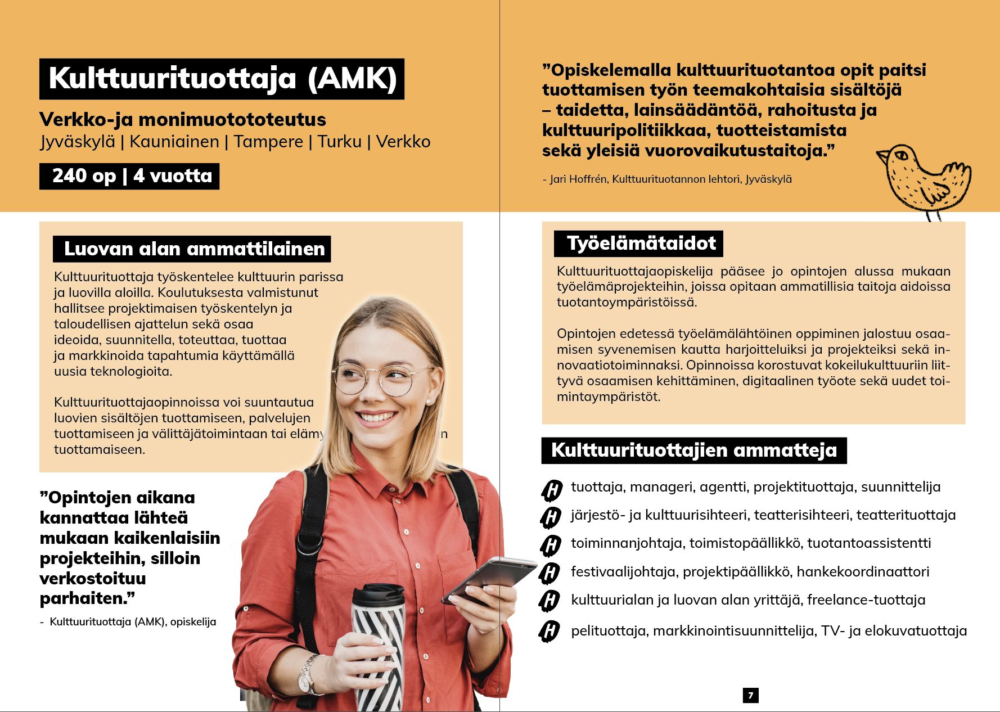 Kulttuurituottaja (AMK)
Verkko-ja monimuotototeutus
Jyväskylä | Kauniainen | Tampere | Turku | Verkko
240 op | 4 vuotta
Luovan alan ammattilainen
Kulttuurituottaja työskentelee kulttuurin parissa
ja luovilla aloilla. Koulutuksesta valmistunut
hallitsee projektimaisen työskentelyn ja
taloudellisen ajattelun sekä osaa
ideoida, suunnitella, toteuttaa, tuottaa
ja markkinoida tapahtumia käyttämällä
uusia teknologioita.
Kulttuurituottajaopinnoissa voi suuntautua
luovien sisältöjen tuottamiseen, palvelujen
tuottamiseen ja välittäjätoimintaan tai
tuottamaiseen.
”Opintojen aikana
kannattaa lähteä
mukaan kaikenlaisiin
projekteihin, silloin
verkostoituu
parhaiten.”
- Kulttuurituottaja (AMK), opiskelija
”Opiskelemalla kulttuurituotantoa opit paitsi
tuottamisen työn teemakohtaisia sisältöjä
– taidetta, lainsäädäntöä, rahoitusta ja
kulttuuripolitiikkaa, tuotteistamista
sekä yleisiä vuorovaikutustaitoja.”
- Jari Hoffrén, Kulttuurituotannon lehtori, Jyväskylä
Työelämätaidot
Kulttuurituottajaopiskelija pääsee jo opintojen alussa mukaan
työelämäprojekteihin, joissa opitaan ammatillisia taitoja aidoissa
tuotantoympäristöissä.
Opintojen edetessä työelämälähtöinen oppiminen jalostuu osaa-
misen syvenemisen kautta harjoitteluiksi ja projekteiksi sekä in-
novaatiotoiminnaksi. Opinnoissa korostuvat kokeilukulttuuriin liit-
tyvä osaamisen kehittäminen, digitaalinen työote sekä uudet toi-
mintaympäristöt.
Kulttuurituottajien ammatteja
H tuottaja, manageri, agentti, projektituottaja, suunnittelija
H järjestö- ja kulttuurisihteeri, teatterisihteeri, teatterituottaja
H toiminnanjohtaja, toimistopäällikkö, tuotantoassistentti
H festivaalijohtaja, projektipäällikkö, hankekoordinaattori
H kulttuurialan ja luovan alan yrittäjä, freelance-tuottaja
H pelituottaja, markkinointisuunnittelija, TV- ja elokuvatuottaja
7